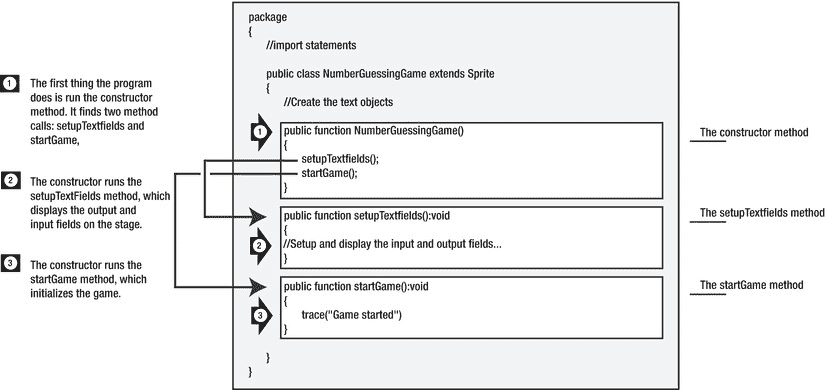 package
{
//import statements
public class NumberGuessingGame extends Sprite
{
//Create the text objects
1
public function NumberGuessingGame()
{
setupTextfields();
startGame();
}
public function setupTextfields():void
{
2
//Setup and display the input and output fields...
}
public function startGame():void
{
3
trace("Game started")
}
}
}
1
The first thing the program
does is run the constructor
method. It finds two method
calls: setupTextfields and
startGame,
2
The constructor runs the
setupTextFields method, which
displays the output and
input fields on the stage.
3
The constructor runs the
startGame method, which
initializes the game.
The constructor method
The setupTextfields method
The startGame method